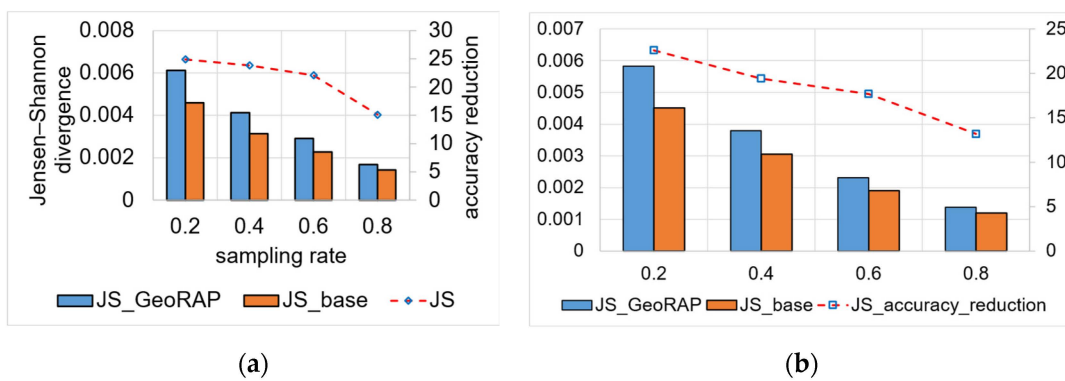 0.008
0.006
0.004
0.002
0
Jensen–Shannon
divergence
30
25
20
15
10
5
0
accuracy reduction
0.2 0.4 0.6 0.8
sampling rate
JS_GeoRAP JS_base JS
(a)
0.007
0.006
0.005
0.004
0.003
0.002
0.001
0
25
20
15
10
5
0
0.2 0.4 0.6 0.8
JS_GeoRAP JS_base JS_accuracy_reduction
(b)